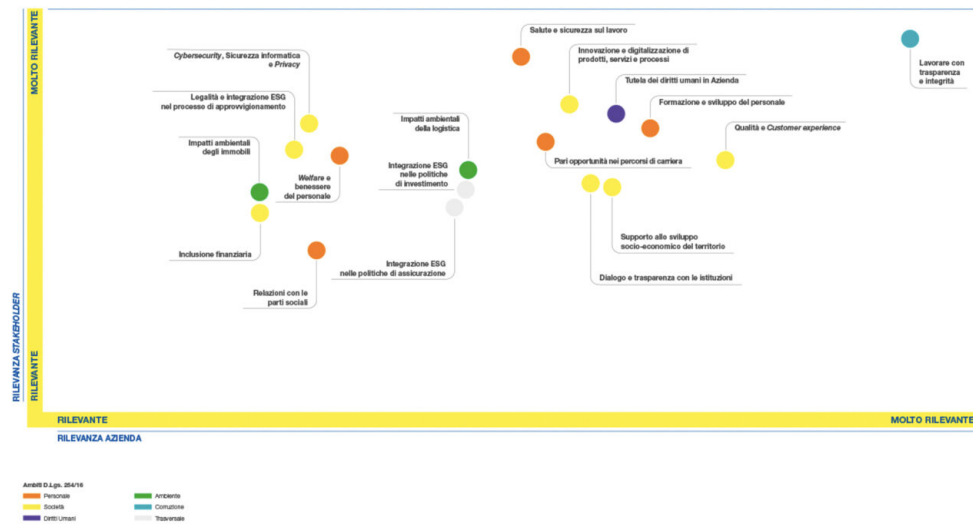 MOLTO RILEVANTE
RILEVANTE
RILEVANZA STAKEHOLDER
Salute e sicurezza sul lavoro
Cybersecurity, Sicurezza informatica
e Privacy
Innovazione e digitalizzazione di
prodotti, servizi e processi
Lavorare con
trasparenza
e integrità
Tutela dei diritti umani in Azienda
Legalità e integrazione ESG
nel processo di approvvigionamento
Formazione e sviluppo del personale
Impatti ambientali
della logistica
Qualità e Customer experience
Impatti ambientali
degli immobili
Pari opportunità nei percorsi di carriera
Integrazione ESG
nelle politiche
di investimento
Welfare e
benessere
del personale
Supporto allo sviluppo
socio-economico del territorio
Inclusione finanziaria
Integrazione ESG
nelle politiche di assicurazione
Dialogo e trasparenza con le istituzioni
Relazioni con le
parti sociali
RILEVANTE
MOLTO RILEVANTE
RILEVANZA AZIENDA
Ambiti D.Lgs. 254/16
Personale
Ambiente
Società
Corruzione
Diritti Umani
Trasversale